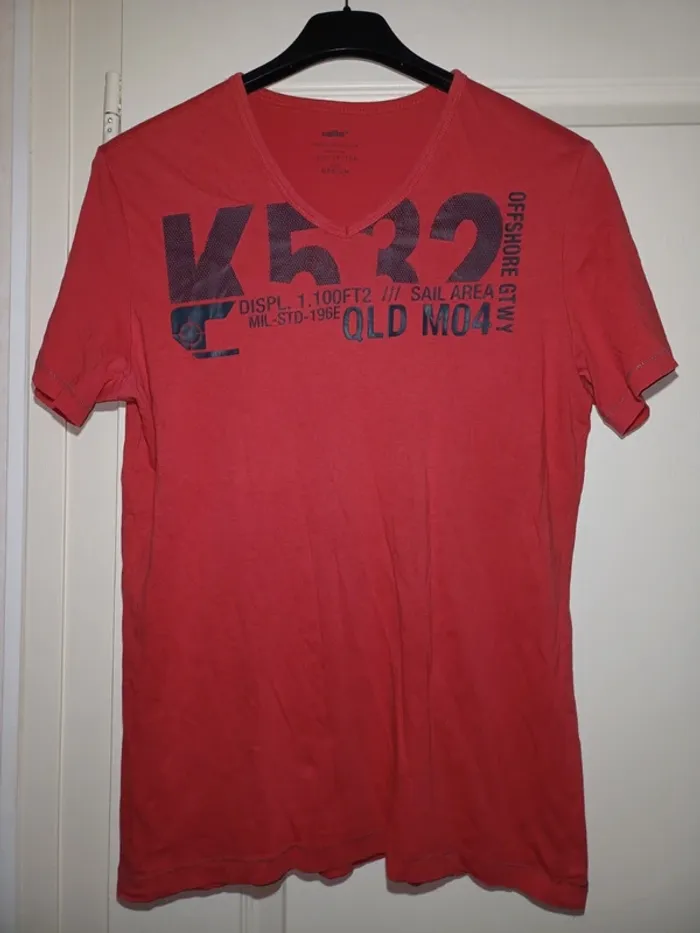 K532
OFFSHORE GTWY
DISPL. 1.100FT2 /// SAIL AREA
MIL-STD-196E
QLD M04